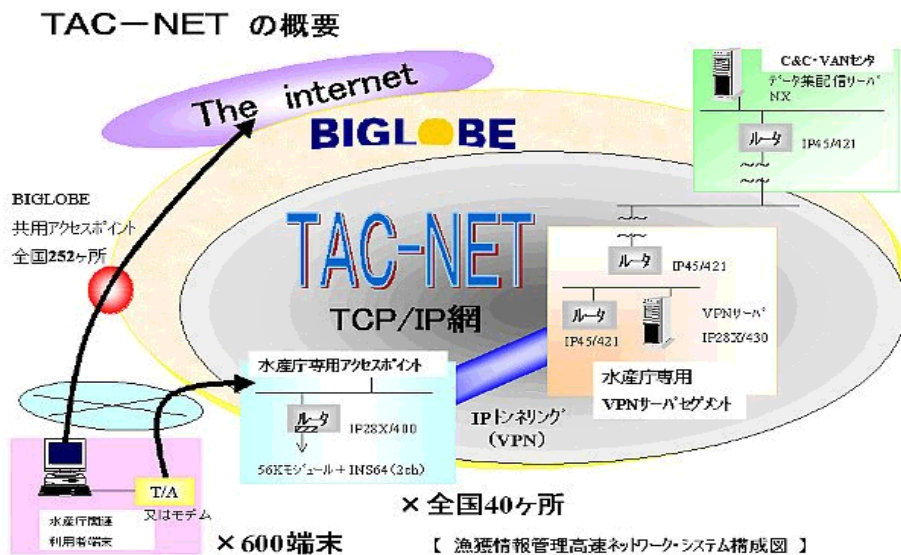 TAC－NET の概要
The internet
BIGLOBE
C&C・VANセンタ
データ集配信サーバ
NX
ルータ
IP45/421
BIGLOBE
共用アクセスポイント
全国252ヶ所
TAC-NET
TCP/IP網
ルータ
IP45/421
ルータ
IP45/421
VPNサーバ
IP28X/430
水産庁専用
VPNサーバセグメント
水産庁専用アクセスポイント
ルータ
IP28X/400
56Kモジュール＋INS64（2ch）
IPトンネリング
（VPN）
T/A
又はモデム
水産庁関連
利用者端末
×600端末
×全国40ヶ所
【 漁獲情報管理高速ネットワーク・システム構成図 】